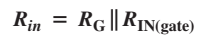 R_in = R_G || R_IN(gate)